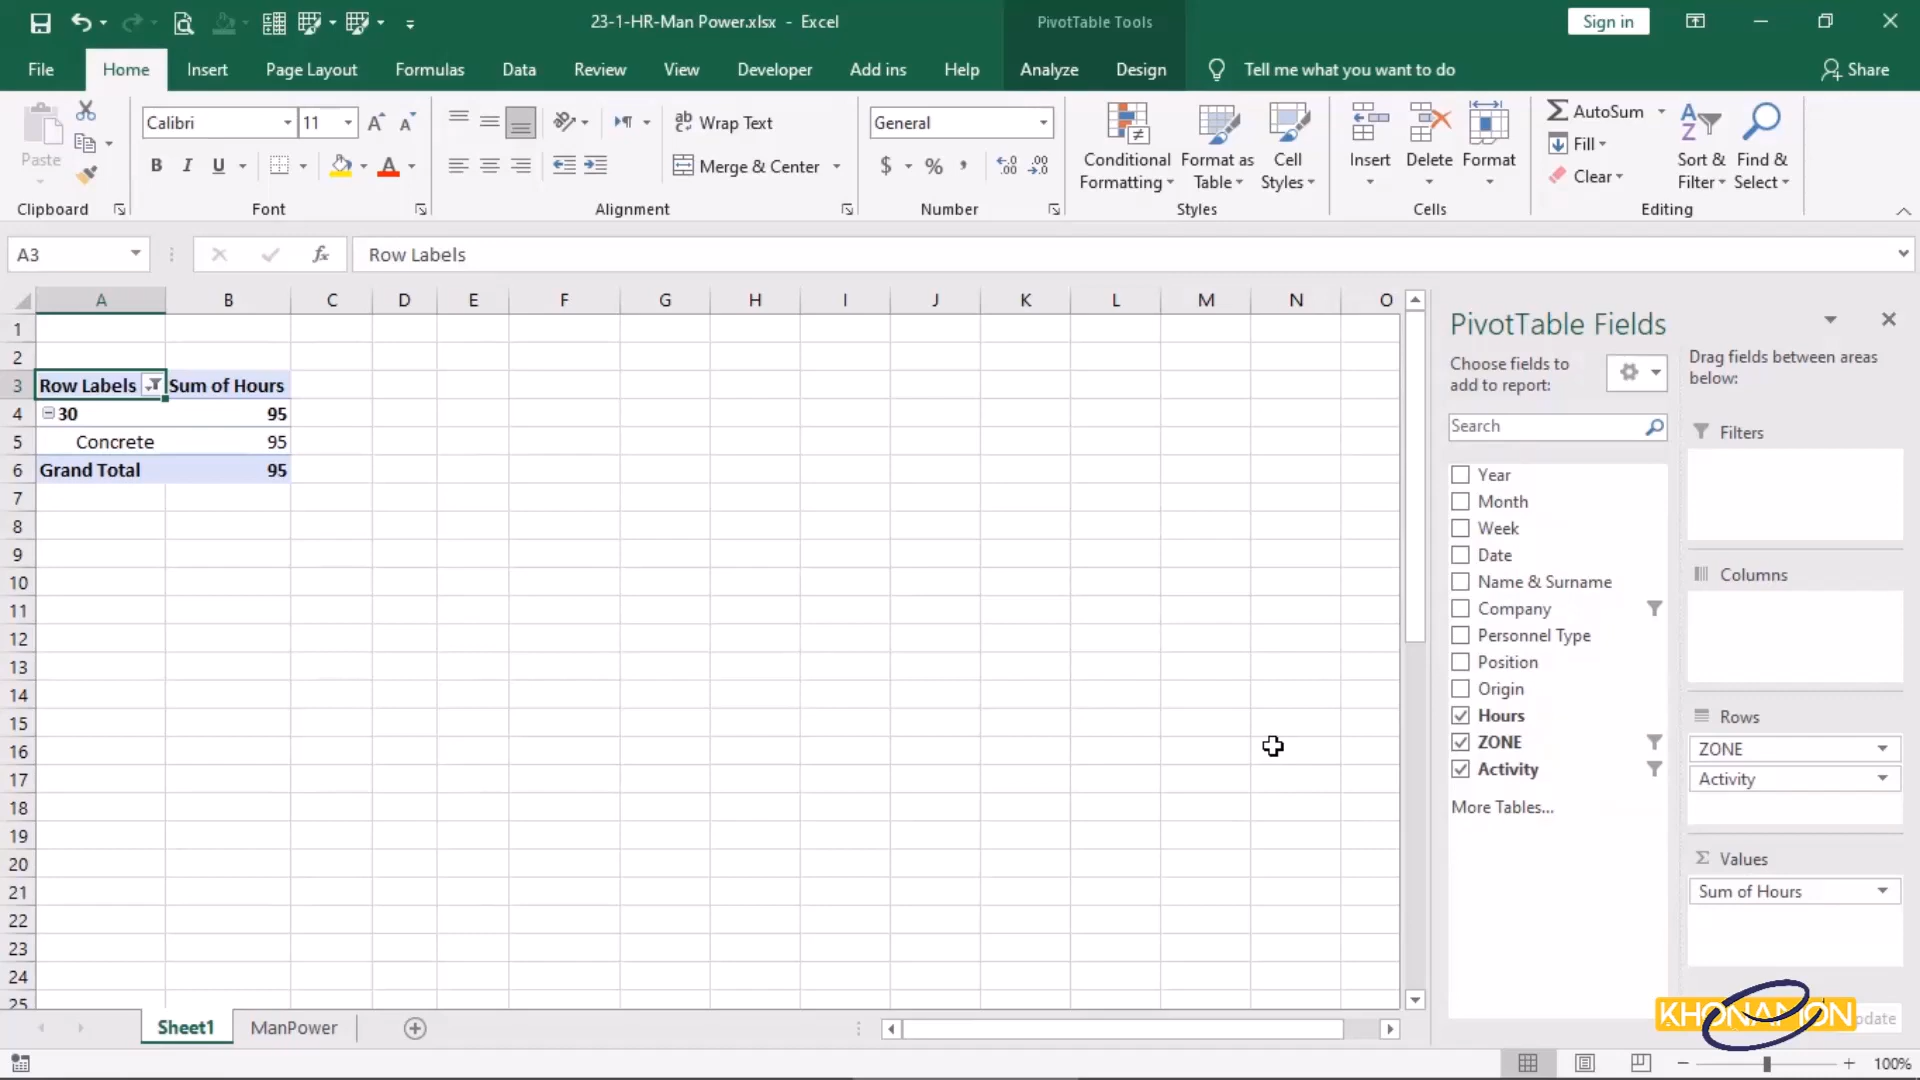 23-1-HR-Man Power.xlsx - Excel
PivotTable Tools
Sign in
File
Home
Insert
Page Layout
Formulas
Data
Review
View
Developer
Add ins
Help
Analyze
Design
Tell me what you want to do
Share
Paste
Clipboard
Calibri
11
B I U
Font
Wrap Text
Merge & Center
Alignment
General
$ % ,
Number
Conditional Formatting
Format as Table
Cell Styles
Styles
Insert
Delete
Format
Cells
AutoSum
Fill
Clear
Sort & Filter
Find & Select
Editing
A3
fx
Row Labels
A B C D E F G H I J K L M N O
1
2
3 Row Labels Sum of Hours
4 30 95
5 Concrete 95
6 Grand Total 95
7
8
9
10
11
12
13
14
15
16
17
18
19
20
21
22
23
24
25
PivotTable Fields
Choose fields to
add to report:
Search
Year
Month
Week
Date
Name & Surname
Company
Personnel Type
Position
Origin
Hours
ZONE
Activity
More Tables...
Drag fields between areas
below:
Filters
Columns
Rows
ZONE
Activity
Σ Values
Sum of Hours
KHONAMON
Sheet1
ManPower
100%